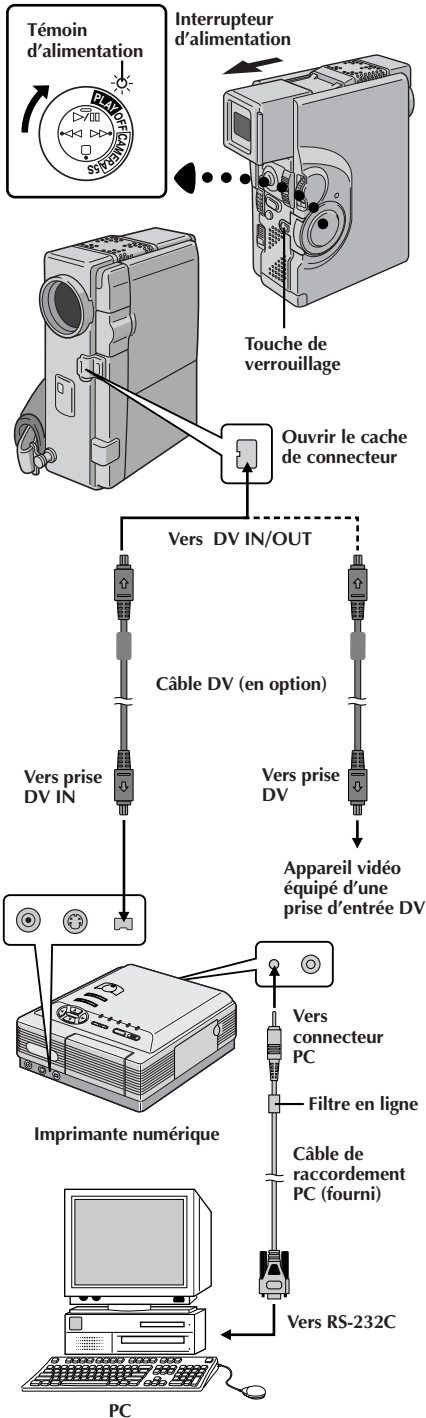 Témoin
d'alimentation
Interrupteur
d'alimentation
PLAY OFF CAMERA 5S
Touche de
verrouillage
Ouvrir le cache
de connecteur
Vers DV IN/OUT
Câble DV (en option)
Vers prise
DV IN
Vers prise
DV
Appareil vidéo
équipé d'une
prise d'entrée DV
Vers
connecteur
PC
Filtre en ligne
Imprimante numérique
Câble de
raccordement
PC (fourni)
Vers RS-232C
PC